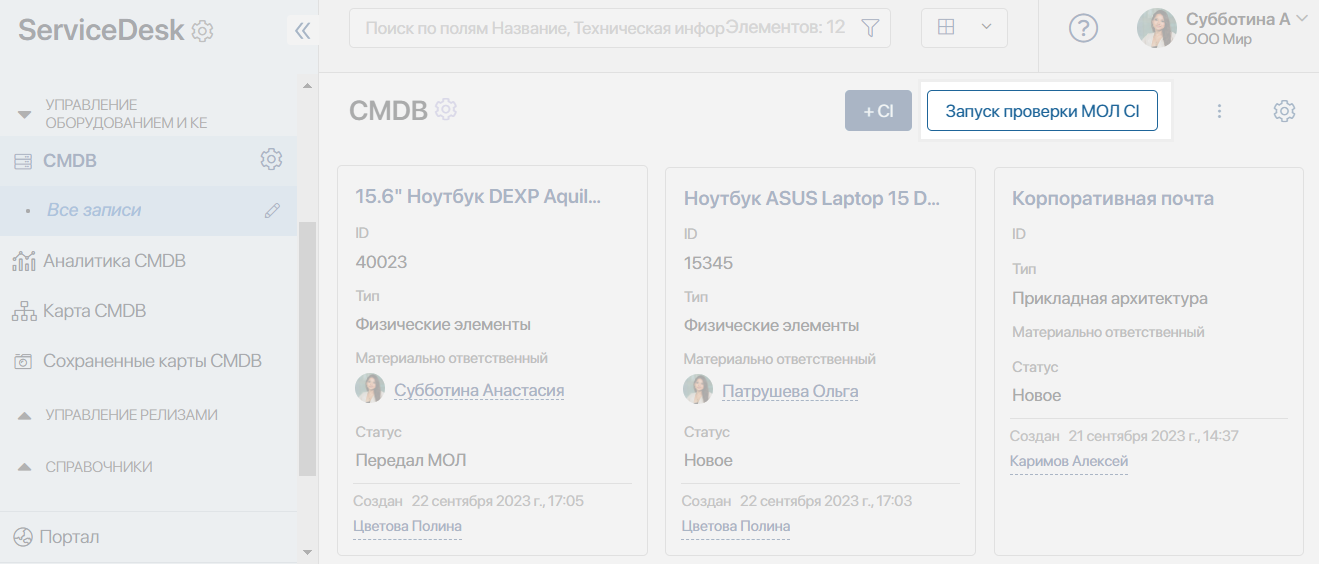 ServiceDesk
УПРАВЛЕНИЕ
ОБОРУДОВАНИЕМ И КЕ
CMDB
Все записи
Аналитика CMDB
Карта CMDB
Сохраненные карты CMDB
УПРАВЛЕНИЕ РЕЛИЗАМИ
СПРАВОЧНИКИ
Портал
Поиск по полям Название, Техническая инфор Элементов: 12
?
Субботина А
ООО Мир
CMDB
+ CI
Запуск проверки МОЛ CI
15.6" Ноутбук DEXP Aquil...
ID
40023
Тип
Физические элементы
Материально ответственный
Субботина Анастасия
Статус
Передал МОЛ
Создан 22 сентября 2023 г., 17:05
Цветова Полина
Ноутбук ASUS Laptop 15 D...
ID
15345
Тип
Физические элементы
Материально ответственный
Патрушева Ольга
Статус
Новое
Создан 22 сентября 2023 г., 17:03
Цветова Полина
Корпоративная почта
ID
Тип
Прикладная архитектура
Материально ответственный
Статус
Новое
Создан 21 сентября 2023 г., 14:37
Каримов Алексей